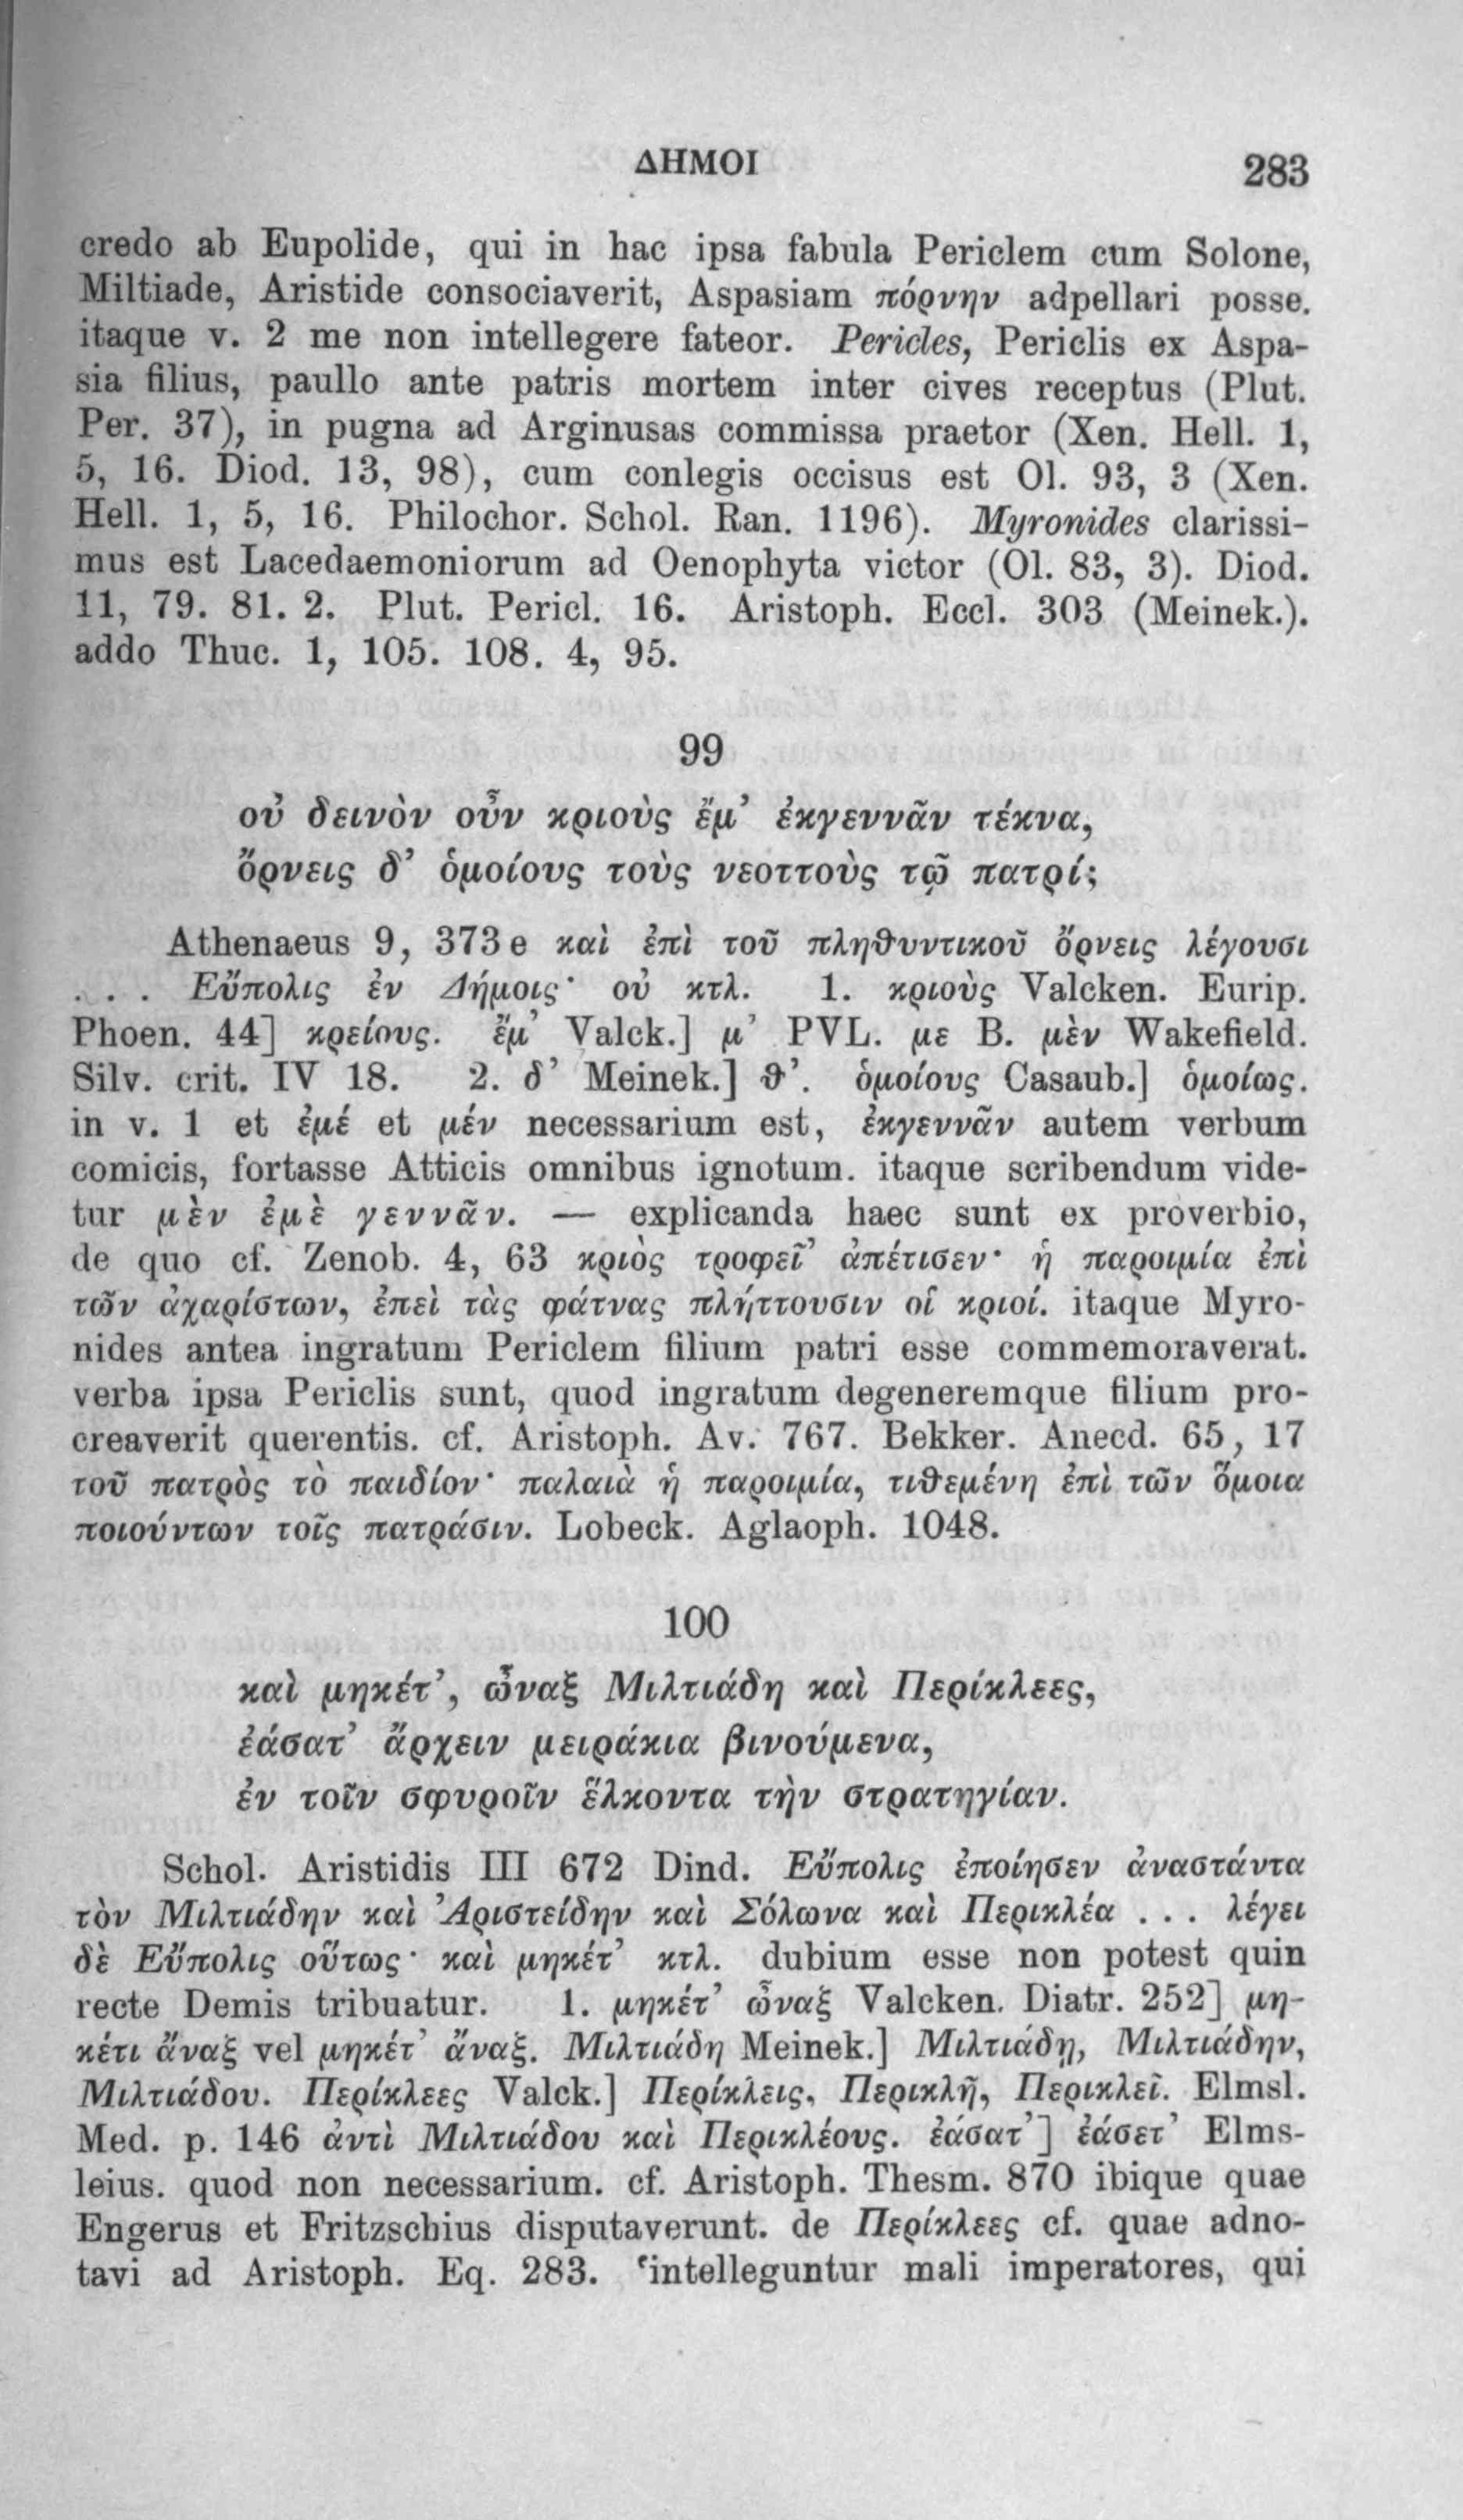 ΔΗΜΟΙ 283
credo ab Eupolide, qui in hac ipsa fabula Periclem cum Solone,
Miltiade, Aristide consociaverit, Aspasiam πόρνην adpellari posse.
itaque v. 2 me non intellegere fateor. Pericles, Periclis ex Aspa-
sia filius, paullo ante patris mortem inter cives receptus (Plut.
Per. 37), in pugna ad Arginusas commissa praetor (Xen. Hell. 1,
5, 16. Diod. 13, 98), cum conlegis occisus est Ol. 93, 3 (Xen.
Hell. 1, 5, 16. Philochor. Schol. Ran. 1196). Myronides clarissi-
mus est Lacedaemoniorum ad Oenophyta victor (Ol. 83, 3). Diod.
11, 79. 81. 2. Plut. Pericl. 16. Aristoph. Eccl. 303 (Meinek.).
addo Thuc. 1, 105. 108. 4, 95.
99
οὐ δεινὸν οὖν κριοὺς ἔμ’ ἐκγεννᾶν τέκνα,
ὄρνεις δ’ ὁμοίους τοὺς νεοττοὺς τῷ πατρί;
Athenaeus 9, 373 e καὶ ἐπὶ τοῦ πληθυντικοῦ ὄρνεις λέγουσι
. . . Εὔπολις ἐν Δήμοις· οὐ κτλ. 1. κριοὺς Valcken. Eurip.
Phoen. 44] κρείους. ἔμ’ Valck.] μ’ PVL. με B. μὲν Wakefield.
Silv. crit. IV 18. 2. δ’ Meinek.] θ’. ὁμοίους Casaub.] ὁμοίως.
in v. 1 et ἐμέ et μέν necessarium est, ἐκγεννᾶν autem verbum
comicis, fortasse Atticis omnibus ignotum. itaque scribendum vide-
tur μὲν ἐμὲ γεννᾶν. — explicanda haec sunt ex proverbio,
de quo cf. Zenob. 4, 63 κριὸς τροφεῖ’ ἀπέτισεν· ἡ παροιμία ἐπὶ
τῶν ἀχαρίστων, ἐπεὶ τὰς φάτνας πλήττουσιν οἱ κριοί. itaque Myro-
nides antea ingratum Periclem filium patri esse commemoraverat.
verba ipsa Periclis sunt, quod ingratum degeneremque filium pro-
creaverit querentis. cf. Aristoph. Av. 767. Bekker. Anecd. 65, 17
τοῦ πατρὸς τὸ παιδίον· παλαιὰ ἡ παροιμία, τιθεμένη ἐπὶ τῶν ὅμοια
ποιούντων τοῖς πατράσιν. Lobeck. Aglaoph. 1048.
100
καὶ μηκέτ’, ὦναξ Μιλτιάδη καὶ Περίκλεες,
ἐάσατ’ ἄρχειν μειράκια βινούμενα,
ἐν τοῖν σφυροῖν ἕλκοντα τὴν στρατηγίαν.
Schol. Aristidis III 672 Dind. Εὔπολις ἐποίησεν ἀναστάντα
τὸν Μιλτιάδην καὶ Ἀριστείδην καὶ Σόλωνα καὶ Περικλέα . . . λέγει
δὲ Εὔπολις οὕτως· καὶ μηκέτ’ κτλ. dubium esse non potest quin
recte Demis tribuatur. 1. μηκέτ’ ὦναξ Valcken. Diatr. 252] μη-
κέτι ἄναξ vel μηκέτ’ ἄναξ. Μιλτιάδη Meinek.] Μιλτιάδῃ, Μιλτιάδην,
Μιλτιάδου. Περίκλεες Valck.] Περίκλεις, Περικλῆ, Περικλεῖ. Elmsl.
Med. p. 146 ἀντὶ Μιλτιάδου καὶ Περικλέους. ἐάσατ’] ἐάσετ’ Elms-
leius. quod non necessarium. cf. Aristoph. Thesm. 870 ibique quae
Engerus et Fritzschius disputaverunt. de Περίκλεες cf. quae adno-
tavi ad Aristoph. Eq. 283. ‘intelleguntur mali imperatores, qui